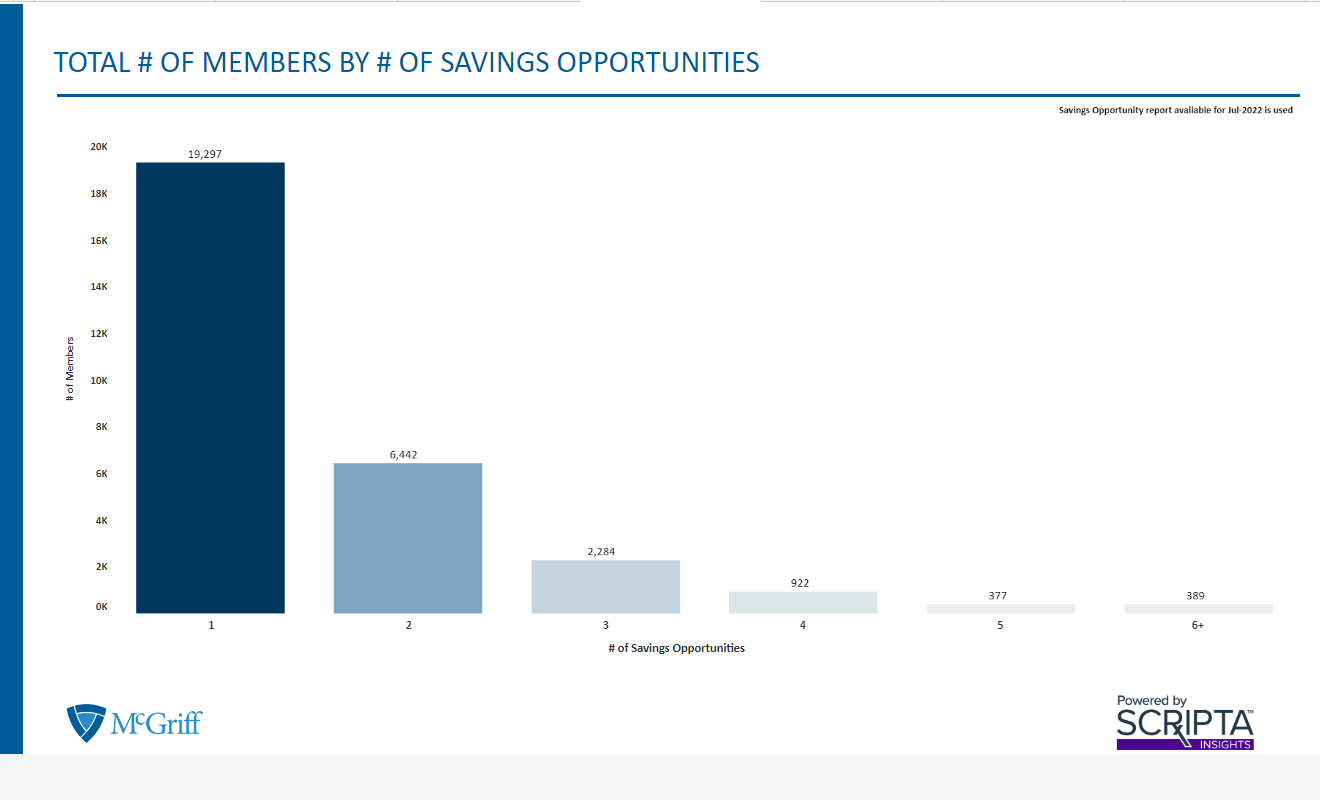 TOTAL # OF MEMBERS BY # OF SAVINGS OPPORTUNITIES
Savings Opportunity report available for Jul-2022 is used
# of Members
20K
18K
16K
14K
12K
10K
8K
6K
4K
2K
0K
19,297
6,442
2,284
922
377
389
1 2 3 4 5 6+
# of Savings Opportunities
McGriff
Powered by
SCRIPTA™
INSIGHTS